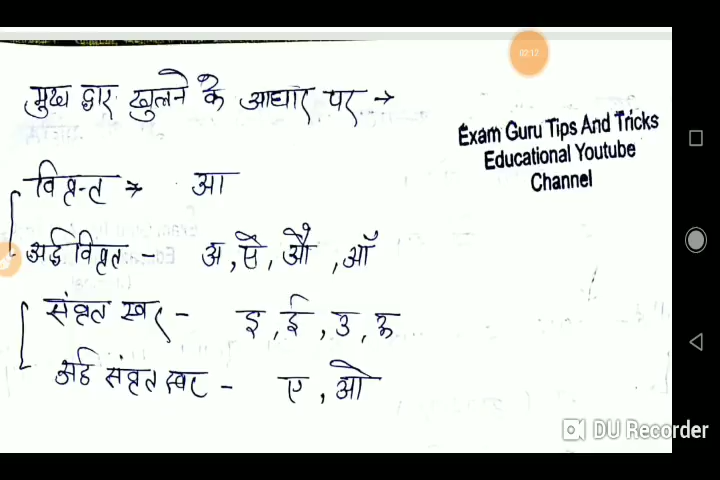 02:12
मुख द्वार खुलने के आधार पर →
Exam Guru Tips And Tricks
Educational Youtube
Channel
विवृत → आ
अर्द्ध विवृत - अ, ऐ, औ, ऑ
संवृत स्वर - इ, ई, उ, ऊ
अर्द्ध संवृत स्वर - ए, ओ
DU Recorder